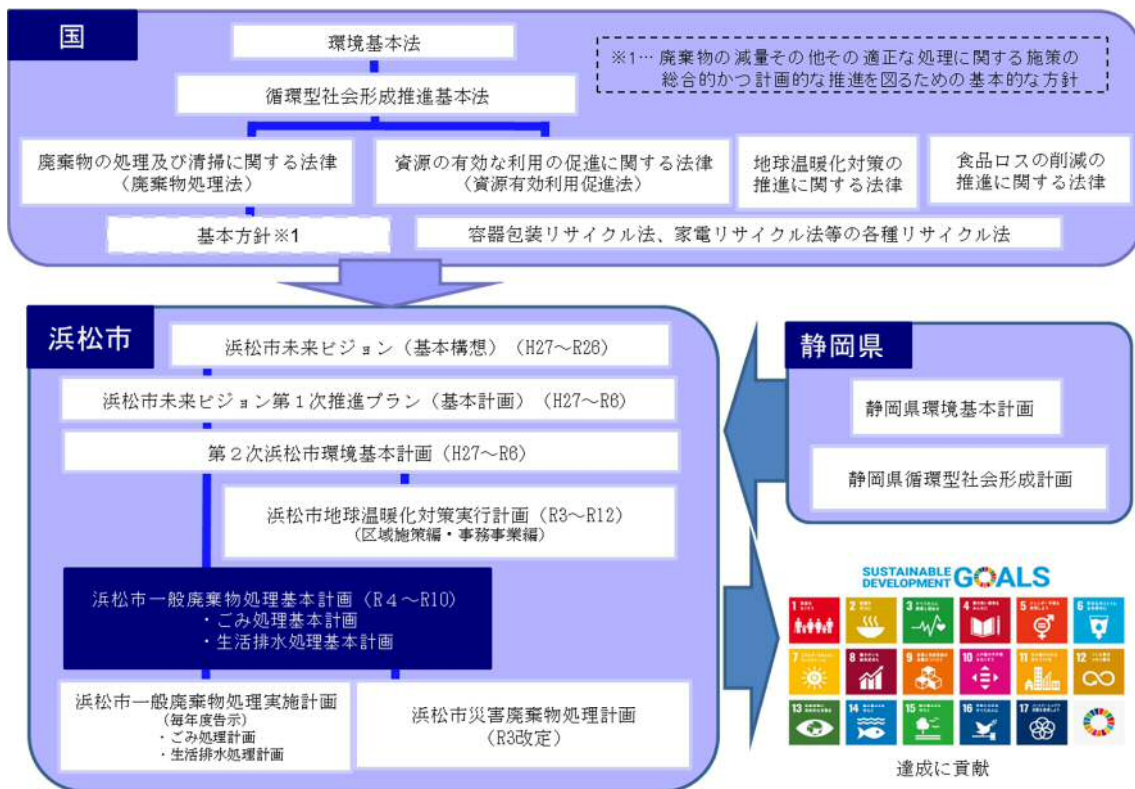 国
環境基本法
※1… 廃棄物の減量その他その適正な処理に関する施策の
総合的かつ計画的な推進を図るための基本的な方針
循環型社会形成推進基本法
廃棄物の処理及び清掃に関する法律
（廃棄物処理法）
資源の有効な利用の促進に関する法律
（資源有効利用促進法）
地球温暖化対策の
推進に関する法律
食品ロスの削減の
推進に関する法律
基本方針※1
容器包装リサイクル法、家電リサイクル法等の各種リサイクル法
浜松市
浜松市未来ビジョン（基本構想）（H27～R26）
浜松市未来ビジョン第１次推進プラン（基本計画）（H27～R6）
第２次浜松市環境基本計画（H27～R6）
浜松市地球温暖化対策実行計画（R3～R12）
（区域施策編・事務事業編）
浜松市一般廃棄物処理基本計画（R４～R10）
・ごみ処理基本計画
・生活排水処理基本計画
浜松市一般廃棄物処理実施計画
（毎年度告示）
・ごみ処理計画
・生活排水処理計画
浜松市災害廃棄物処理計画
（R3改定）
静岡県
静岡県環境基本計画
静岡県循環型社会形成計画
SUSTAINABLE
DEVELOPMENT GOALS
1
2
3
4
5
6
7
8
9
10
11
12
13
14
15
16
17
達成に貢献